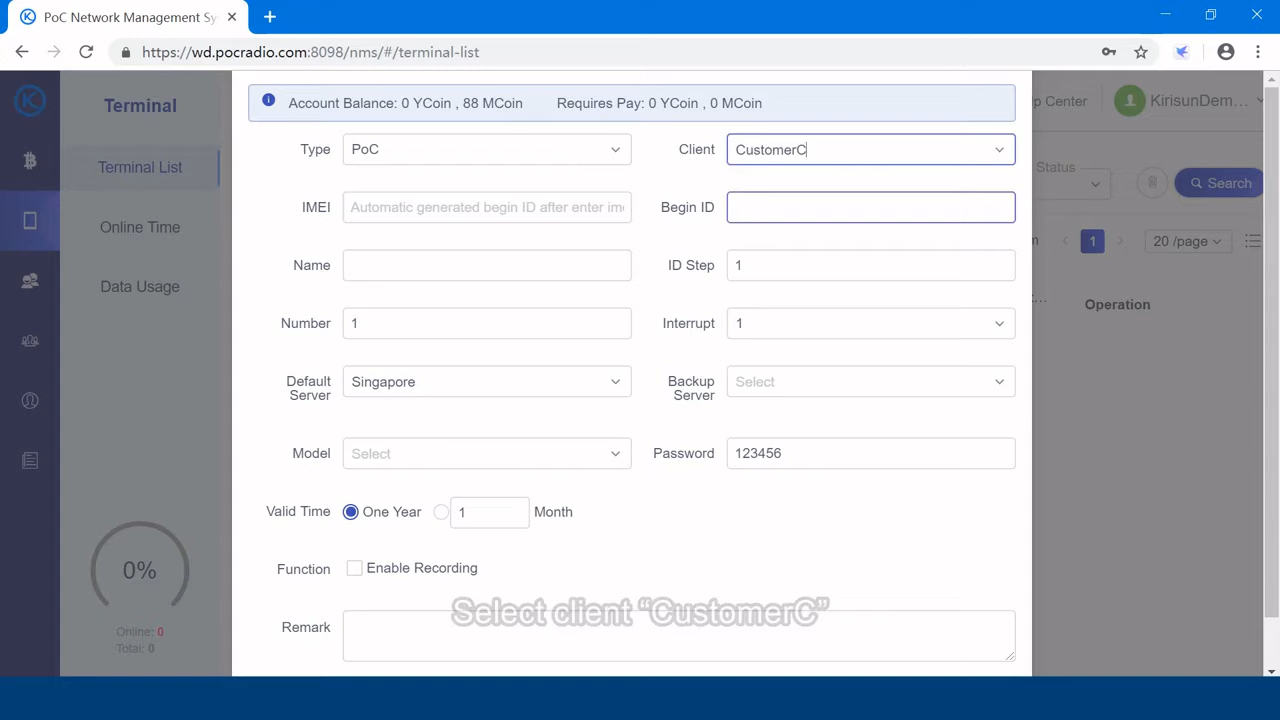 PoC Network Management Sy
https://wd.pocradio.com:8098/nms/#/terminal-list
Terminal
Terminal List
Online Time
Data Usage
0%
Online: 0
Total: 0
Account Balance: 0 YCoin , 88 MCoin Requires Pay: 0 YCoin , 0 MCoin
Type PoC Client CustomerC
IMEI Automatic generated begin ID after enter ime Begin ID
Name ID Step 1
Number 1 Interrupt 1
Default Server Singapore Backup Server Select
Model Select Password 123456
Valid Time One Year 1 Month
Function Enable Recording
Remark
Select client “CustomerC”
p Center KirisunDem...
Status
Search
1 20 /page
Operation